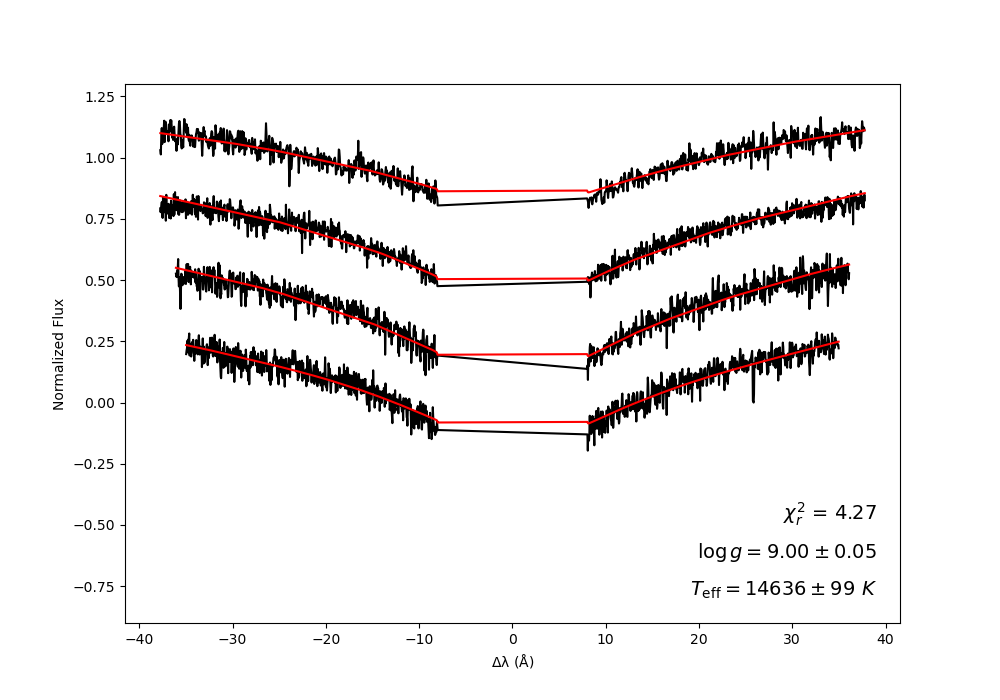 1.25
1.00
0.75
0.50
0.25
0.00
−0.25
−0.50
−0.75
Normalized Flux
χ²ᵣ = 4.27
log g = 9.00 ± 0.05
T_eff = 14636 ± 99 K
−40 −30 −20 −10 0 10 20 30 40
Δλ (Å)